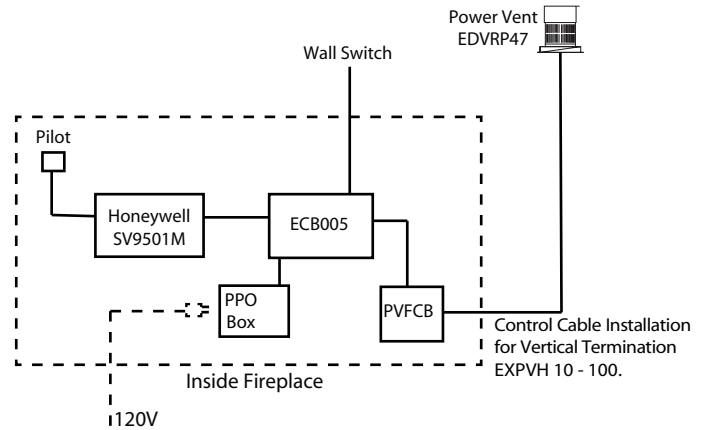 Power Vent
EDVRP47
Wall Switch
Pilot
Honeywell
SV9501M
ECB005
PPO
Box
PVFCB
Control Cable Installation
for Vertical Termination
EXPVH 10 - 100.
Inside Fireplace
120V